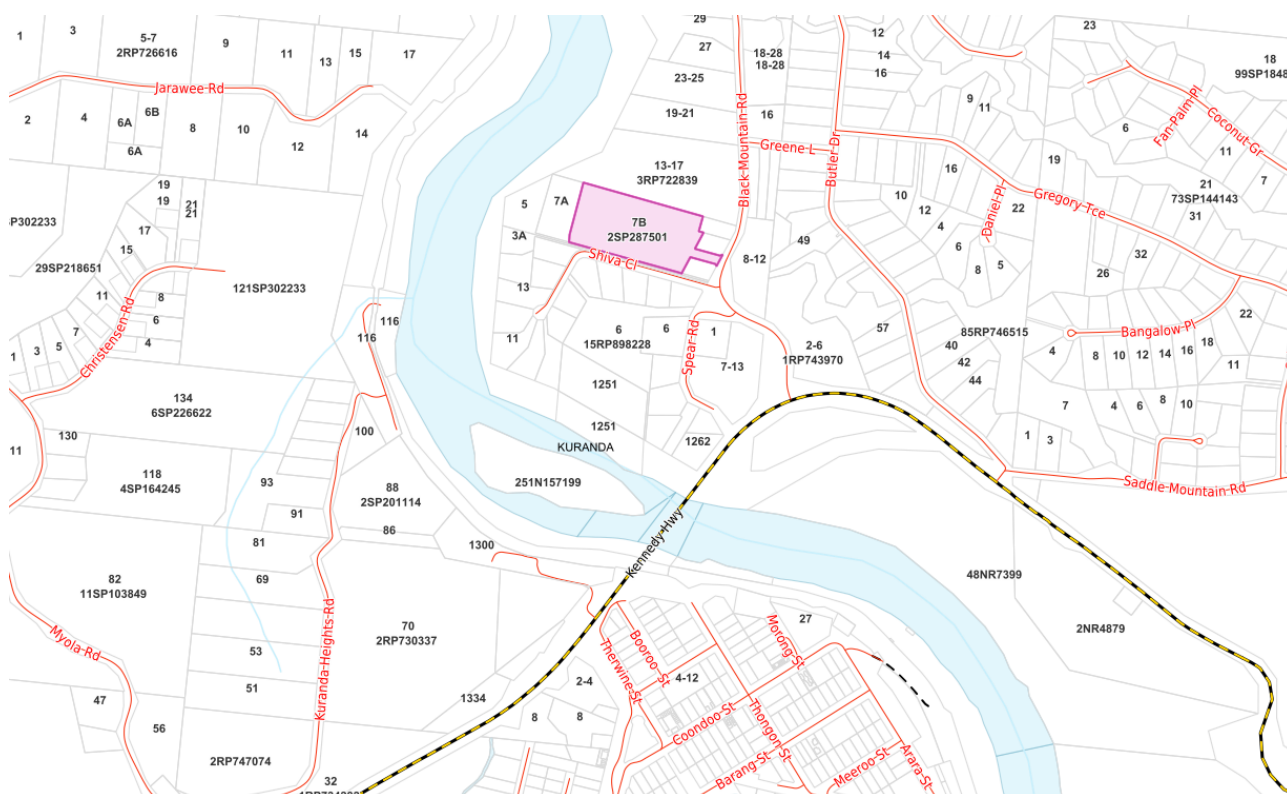 1
3
5-7
2RP726616
9
11
13
15
17
29
27
18-28
18-28
12
14
16
23
18
Jarawee Rd
23-25
19-21
Black Mountain Rd
16
Greene L
Butler Dr
9
11
Fan Palm Pl
Coconut Gr
6
11
7
2
4
6A
6B
6A
8
10
12
14
13-17
3RP722839
16
19
21
73SP144143
31
Gregory Tce
Daniel Pl
22
19
19
21
21
17
15
29SP218651
5
7A
7B
2SP287501
3A
Shiva Cl
8-12
49
10
12
4
6
8
5
26
32
121SP302233
11
8
6
4
7
5
3
1
Christensen Rd
116
116
13
11
6
15RP898228
6
Spear Rd
1
7-13
2-6
1RP743970
57
85RP746515
40
42
44
4
Bangalow Pl
8
10
12
14
16
18
22
11
134
6SP226622
1251
1251
1262
100
7
4
6
8
10
1
3
11
130
118
4SP164245
93
91
88
2SP201114
86
KURANDA
251N157199
Saddle Mountain Rd
81
69
1300
Kennedy Hwy
48NR7399
2NR4879
82
11SP103849
Myola Rd
53
51
Kuranda Heights Rd
70
2RP730337
Therwine St
Booroo St
4-12
Morong St
27
47
56
2RP747074
32
1334
2-4
8
8
Coondoo St
Thongon St
Barang St
Meeroo St
Arara St